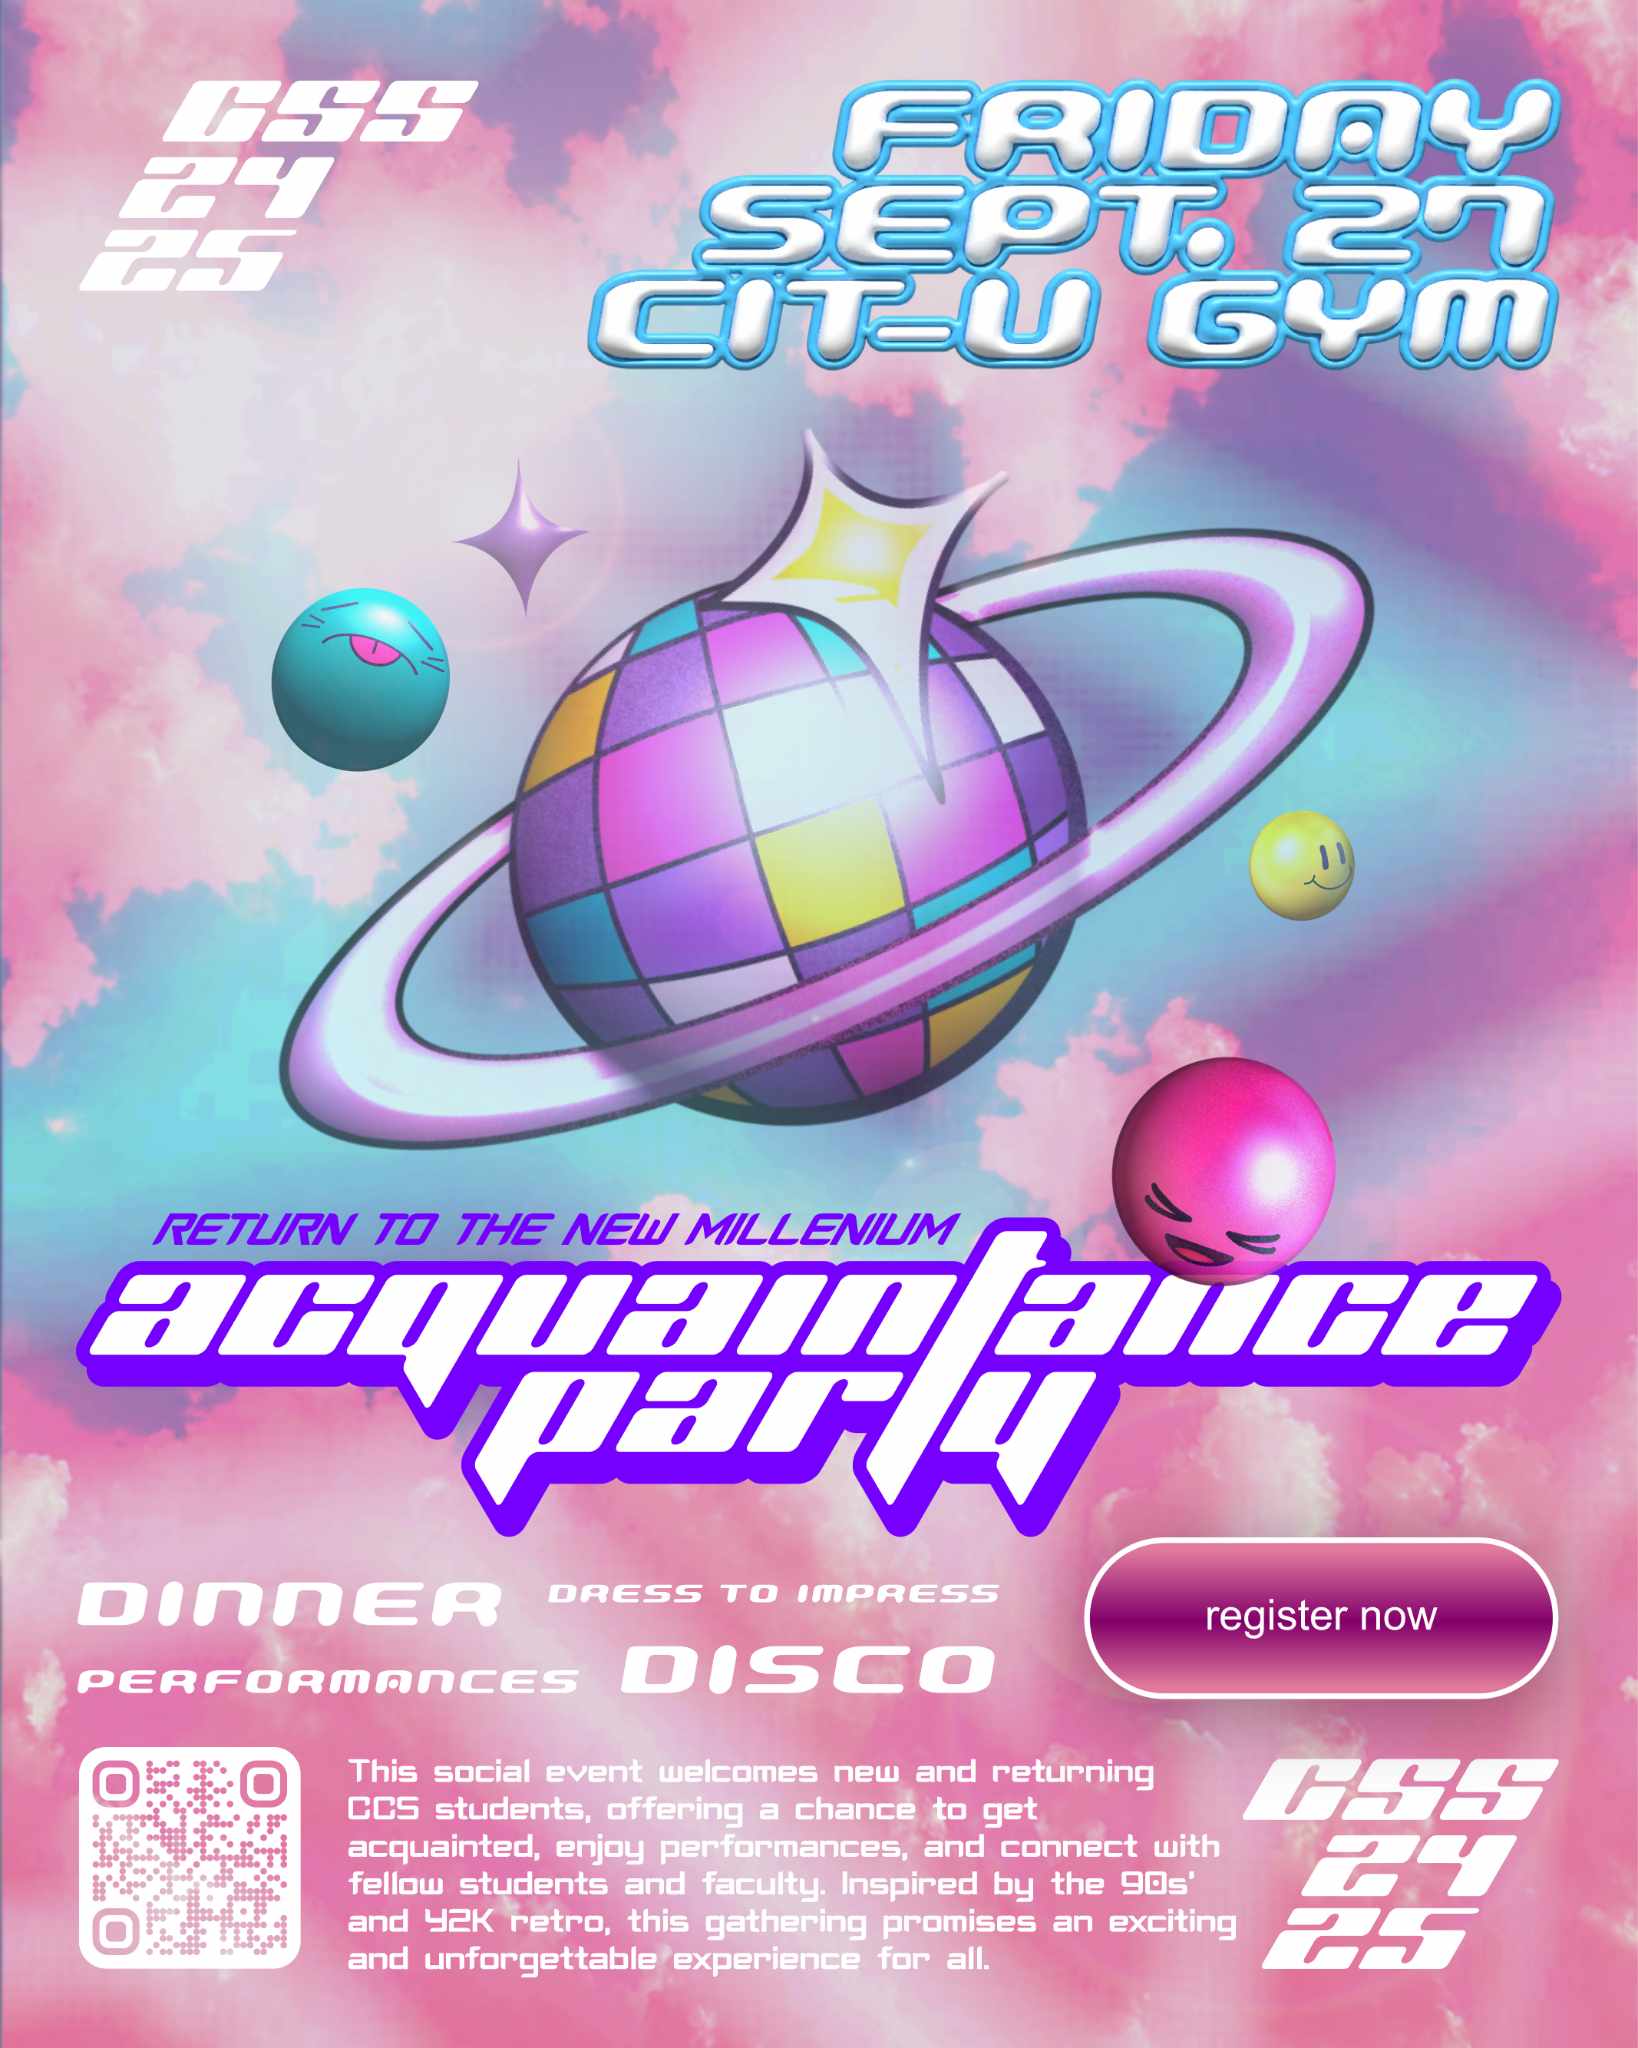 CSS
24
25
FRIDAY
SEPT. 27
CIT-U GYM
RETURN TO THE NEW MILLENIUM
acquaintance
party
DINNER
DRESS TO IMPRESS
PERFORMANCES
DISCO
register now
This social event welcomes new and returning
CCS students, offering a chance to get
acquainted, enjoy performances, and connect with
fellow students and faculty. Inspired by the 90s'
and Y2K retro, this gathering promises an exciting
and unforgettable experience for all.
CSS
24
25